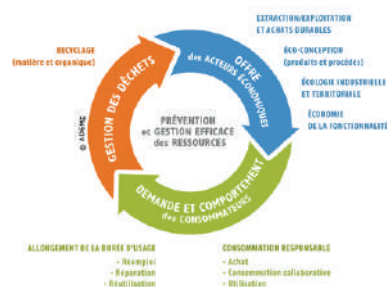 EXTRACTION/EXPLOITATION
ET ACHATS DURABLES
RECYCLAGE
(matière et organique)
ÉCO-CONCEPTION
(produits et procédés)
ÉCOLOGIE INDUSTRIELLE
ET TERRITORIALE
ÉCONOMIE
DE LA FONCTIONNALITÉ
OFFRE
des ACTEURS ÉCONOMIQUES
GESTION DES DÉCHETS
PRÉVENTION
et GESTION EFFICACE
des RESSOURCES
© ADEME
DEMANDE ET COMPORTEMENT
des CONSOMMATEURS
ALLONGEMENT DE LA DURÉE D'USAGE
- Réemploi
- Réparation
- Réutilisation
CONSOMMATION RESPONSABLE
- Achat
- Consommation collaborative
- Utilisation